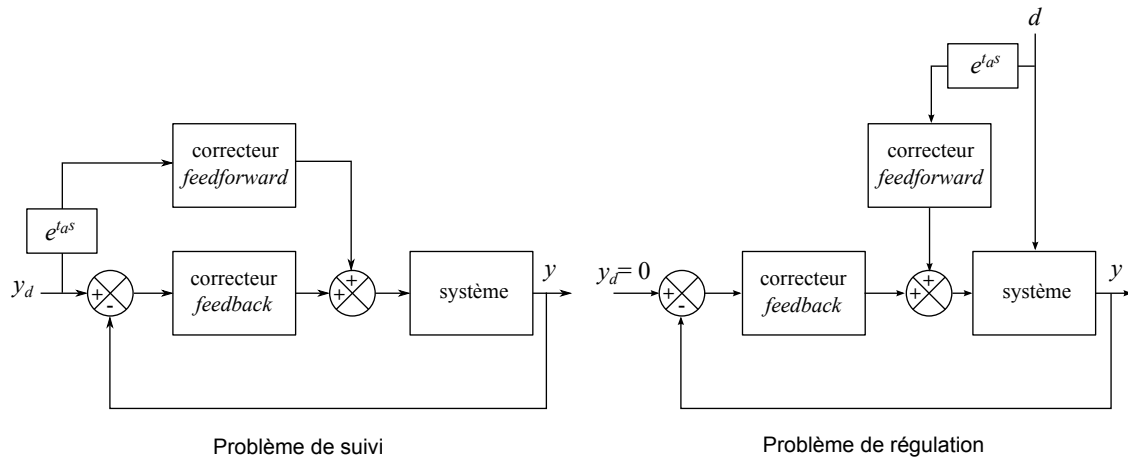 correcteur
feedforward
e^{t_a s}
y_d
+
-
correcteur
feedback
+
+
système
y
Problème de suivi
d
e^{t_a s}
correcteur
feedforward
y_d = 0
+
-
correcteur
feedback
+
+
système
y
Problème de régulation